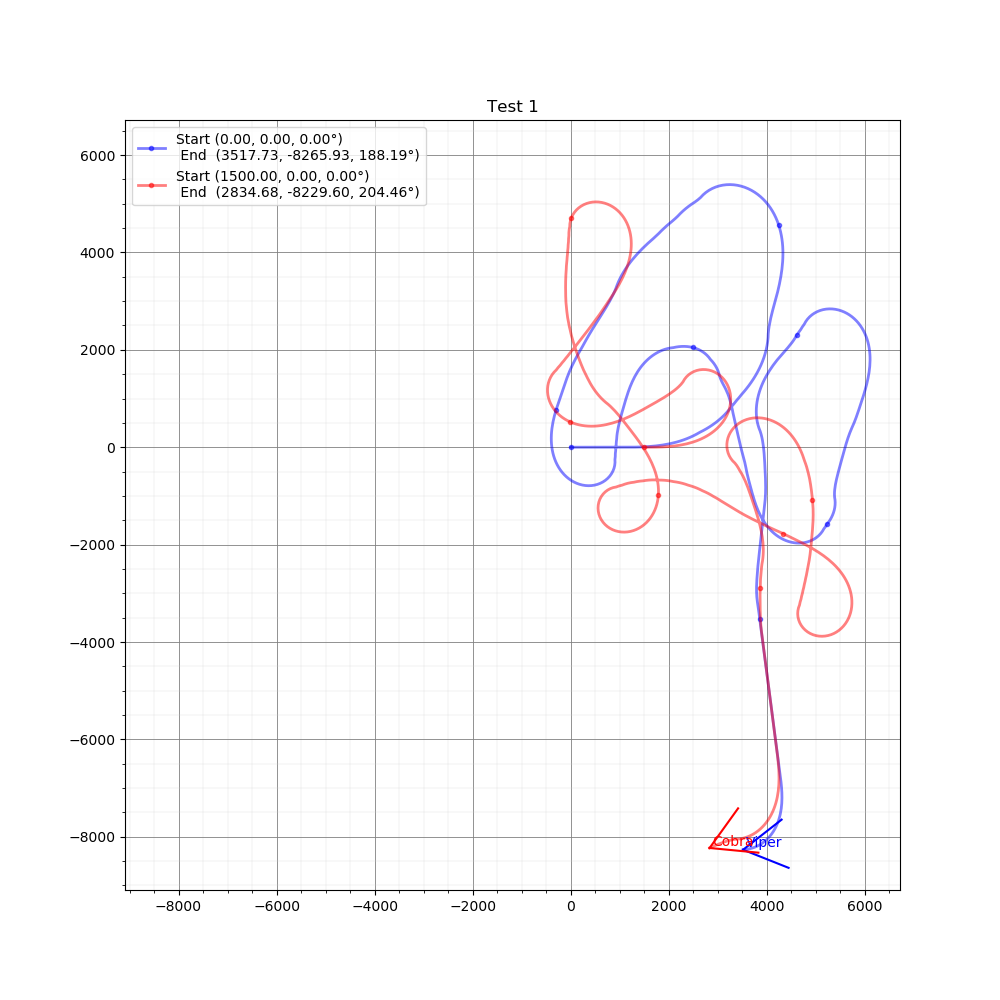 Test 1
Start (0.00, 0.00, 0.00°)
End  (3517.73, -8265.93, 188.19°)
Start (1500.00, 0.00, 0.00°)
End  (2834.68, -8229.60, 204.46°)
6000
4000
2000
0
−2000
−4000
−6000
−8000
Cobra
−8000 −6000 −4000 −2000 0 2000 4000 6000